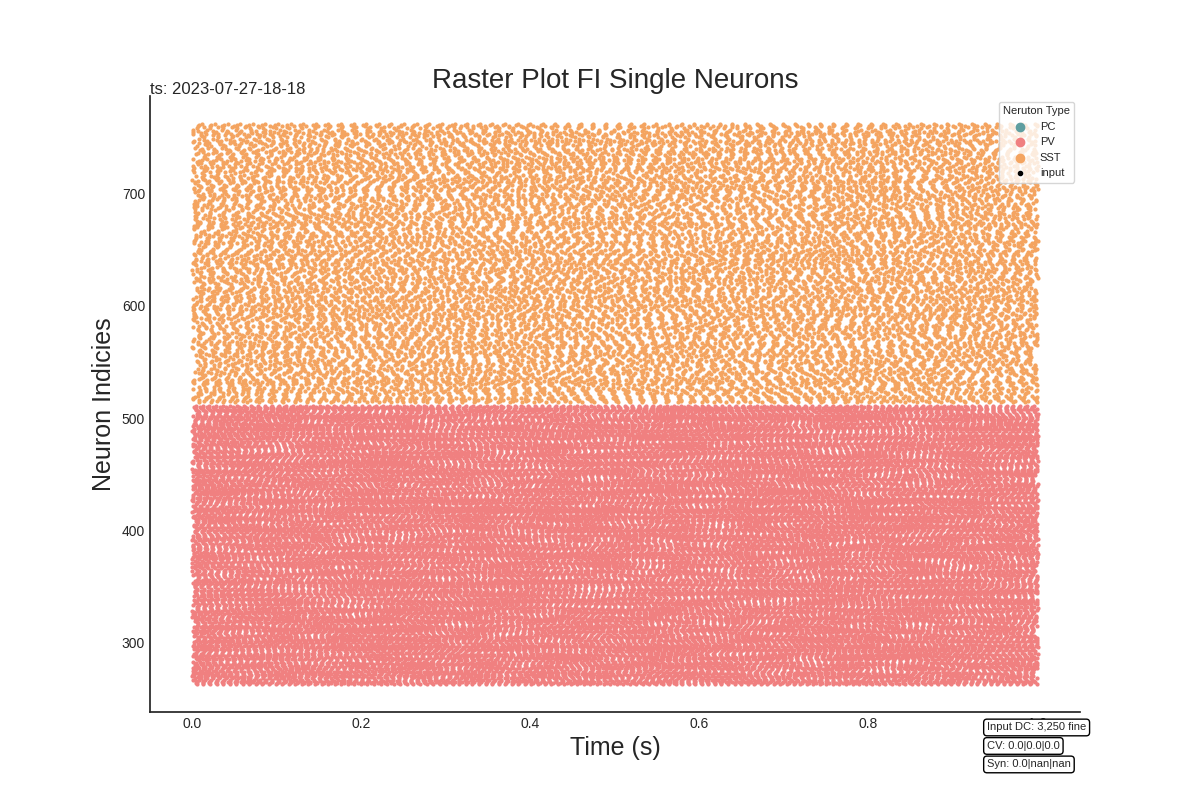 Raster Plot FI Single Neurons
ts: 2023-07-27-18-18
Neruton Type
PC
PV
SST
input
Neuron Indicies
700
600
500
400
300
0.0 0.2 0.4 0.6 0.8
Time (s)
Input DC: 3,250 fine
CV: 0.0|0.0|0.0
Syn: 0.0|nan|nan